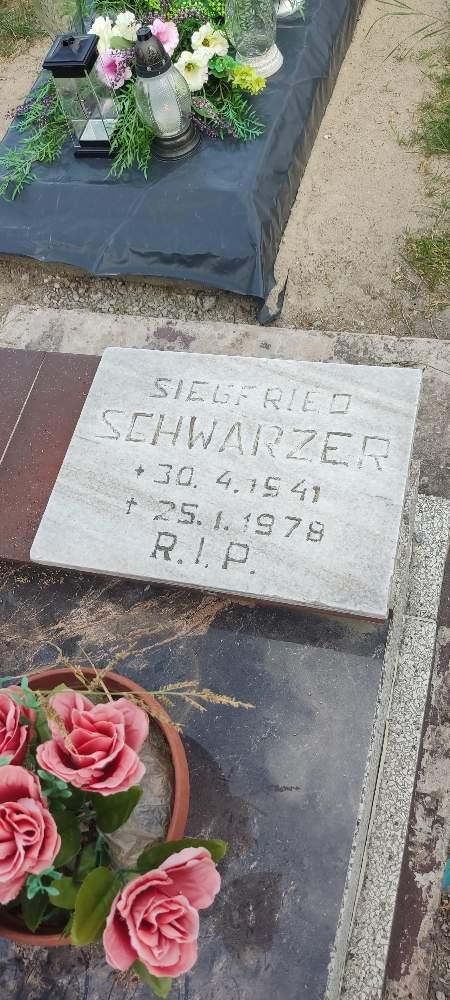 SIEGFRIED
SCHWARZER
+ 30. 4. 1941
† 25. 1. 1978
R. I. P.